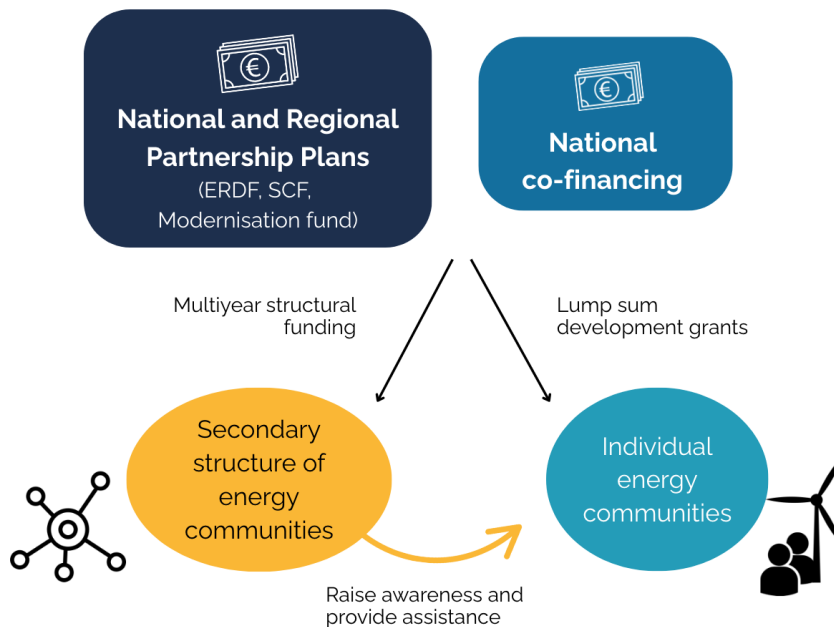 €
National and Regional
Partnership Plans
(ERDF, SCF,
Modernisation fund)
€
National
co-financing
Multiyear structural
funding
Lump sum
development grants
Secondary
structure of
energy
communities
Individual
energy
communities
Raise awareness and
provide assistance